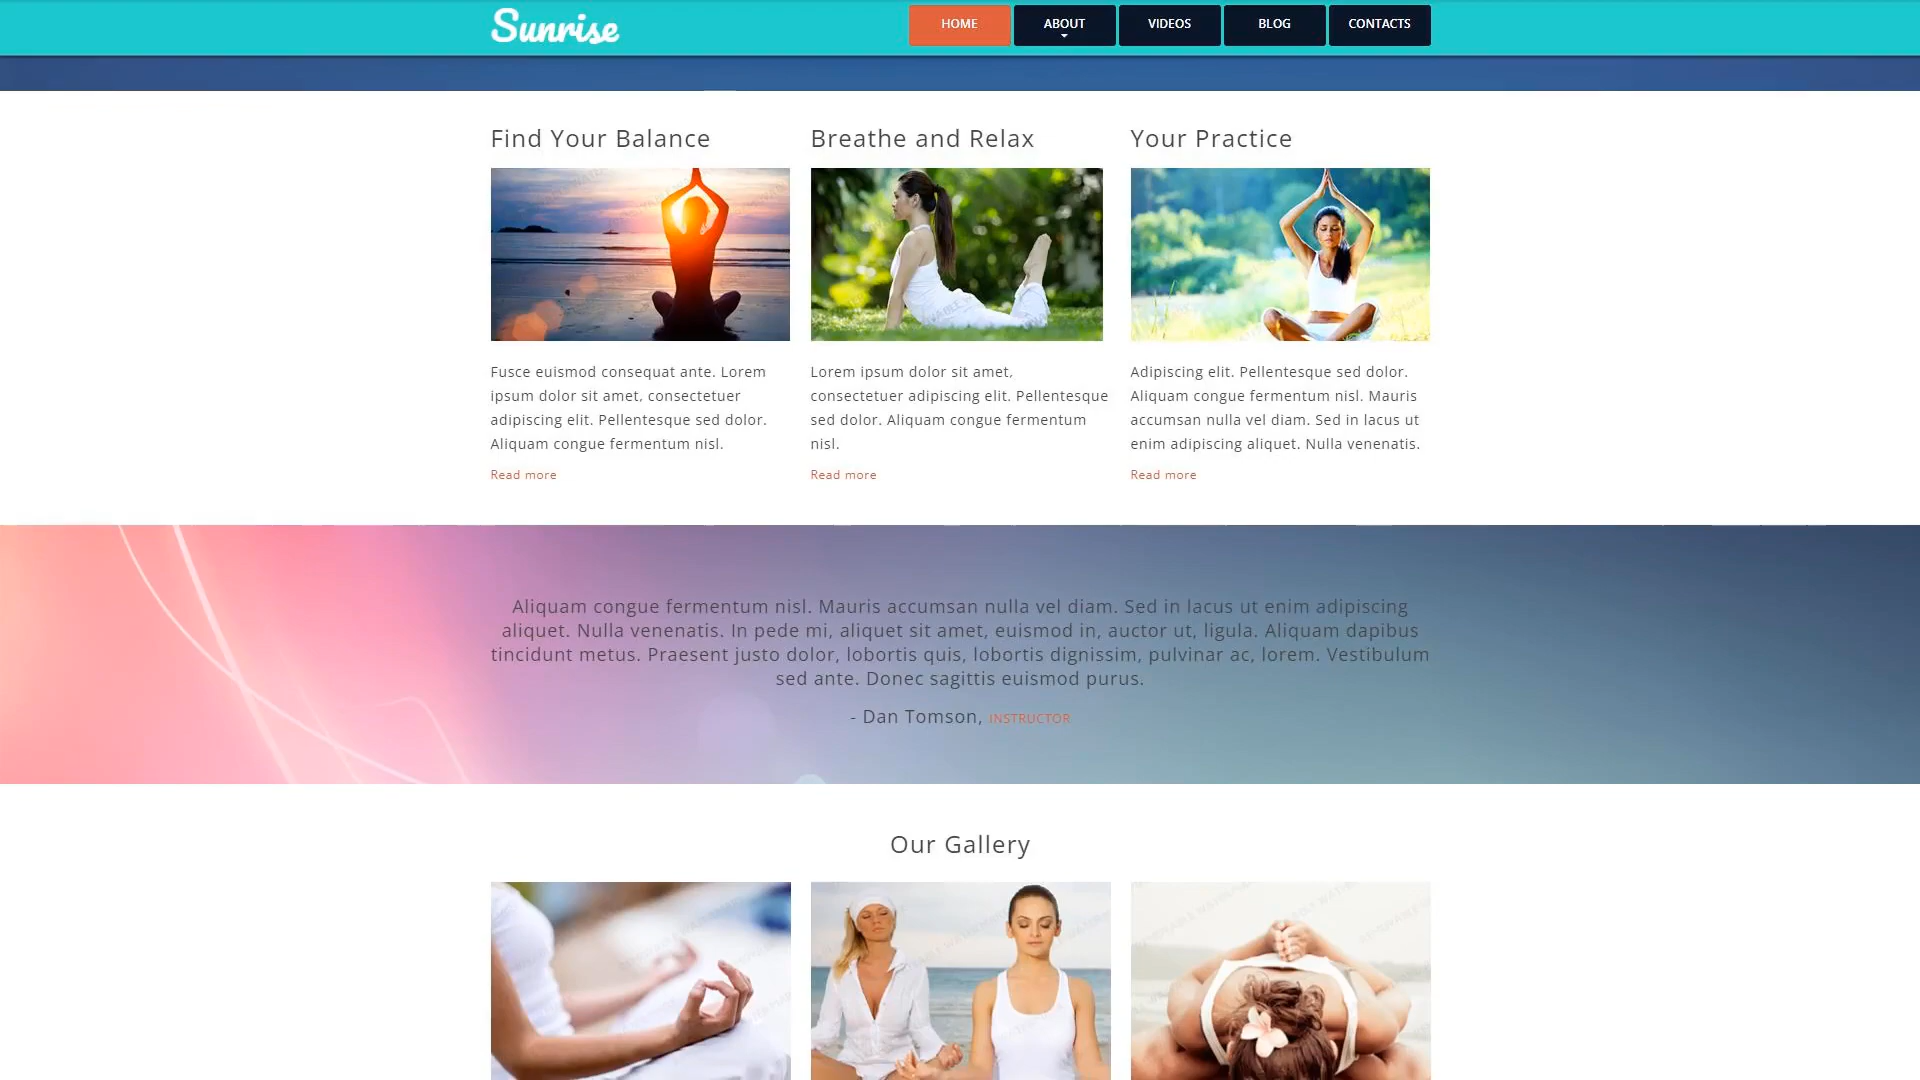 Sunrise
HOME
ABOUT
VIDEOS
BLOG
CONTACTS
Find Your Balance
Breathe and Relax
Your Practice
Fusce euismod consequat ante. Lorem
ipsum dolor sit amet, consectetuer
adipiscing elit. Pellentesque sed dolor.
Aliquam congue fermentum nisl.
Read more
Lorem ipsum dolor sit amet,
consectetuer adipiscing elit. Pellentesque
sed dolor. Aliquam congue fermentum
nisl.
Read more
Adipiscing elit. Pellentesque sed dolor.
Aliquam congue fermentum nisl. Mauris
accumsan nulla vel diam. Sed in lacus ut
enim adipiscing aliquet. Nulla venenatis.
Read more
Aliquam congue fermentum nisl. Mauris accumsan nulla vel diam. Sed in lacus ut enim adipiscing
aliquet. Nulla venenatis. In pede mi, aliquet sit amet, euismod in, auctor ut, ligula. Aliquam dapibus
tincidunt metus. Praesent justo dolor, lobortis quis, lobortis dignissim, pulvinar ac, lorem. Vestibulum
sed ante. Donec sagittis euismod purus.
- Dan Tomson, INSTRUCTOR
Our Gallery